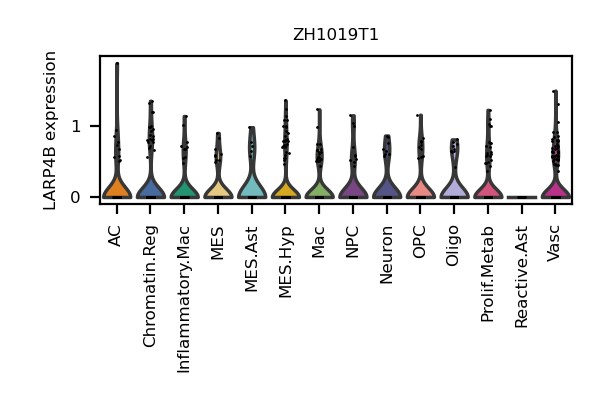 ZH1019T1
LARP4B expression
1
0
AC
Chromatin.Reg
Inflammatory.Mac
MES
MES.Ast
MES.Hyp
Mac
NPC
Neuron
OPC
Oligo
Prolif.Metab
Reactive.Ast
Vasc